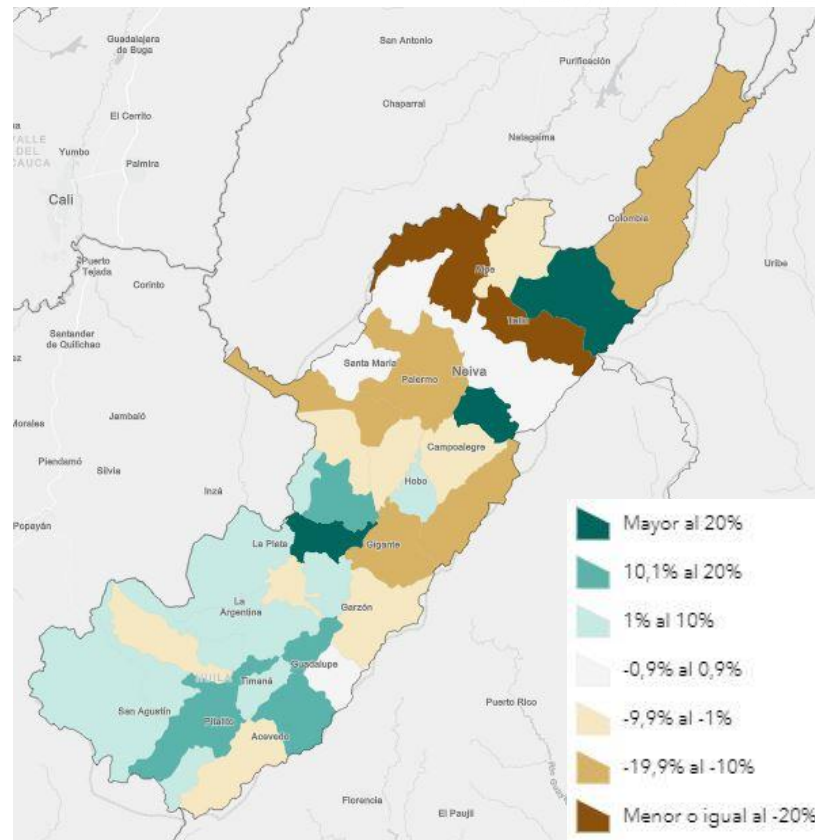 Guadalajara
de Buga
San Antonio
Purificación
Chaparral
El Cerrito
VALLE
DEL
CAUCA
Yumbo
Palmira
Natagaima
Cali
Colombia
Puerto
Tejada
Corinto
Aipe
Uribe
Santander
de Quilichao
Tello
Santa María
Neiva
Palermo
Jambaló
Morales
Piendamó
Silvia
Campoalegre
Inzá
Hobo
Popayán
La Plata
Gigante
Mayor al 20%
10,1% al 20%
La
Argentina
Garzón
1% al 10%
Guadalupe
HUILA
Timaná
-0,9% al 0,9%
San Agustín
Pitalito
Puerto Rico
-9,9% al -1%
Acevedo
-19,9% al -10%
Florencia
El Paujil
Menor o igual al -20%